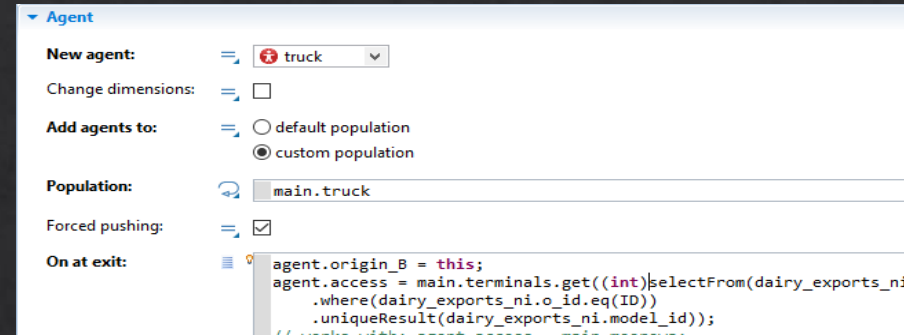 Agent
New agent: truck
Change dimensions:
Add agents to: default population
custom population
Population: main.truck
Forced pushing:
On at exit: agent.origin_B = this;
agent.access = main.terminals.get((int)selectFrom(dairy_exports_ni
.where(dairy_exports_ni.o_id.eq(ID))
.uniqueResult(dairy_exports_ni.model_id));